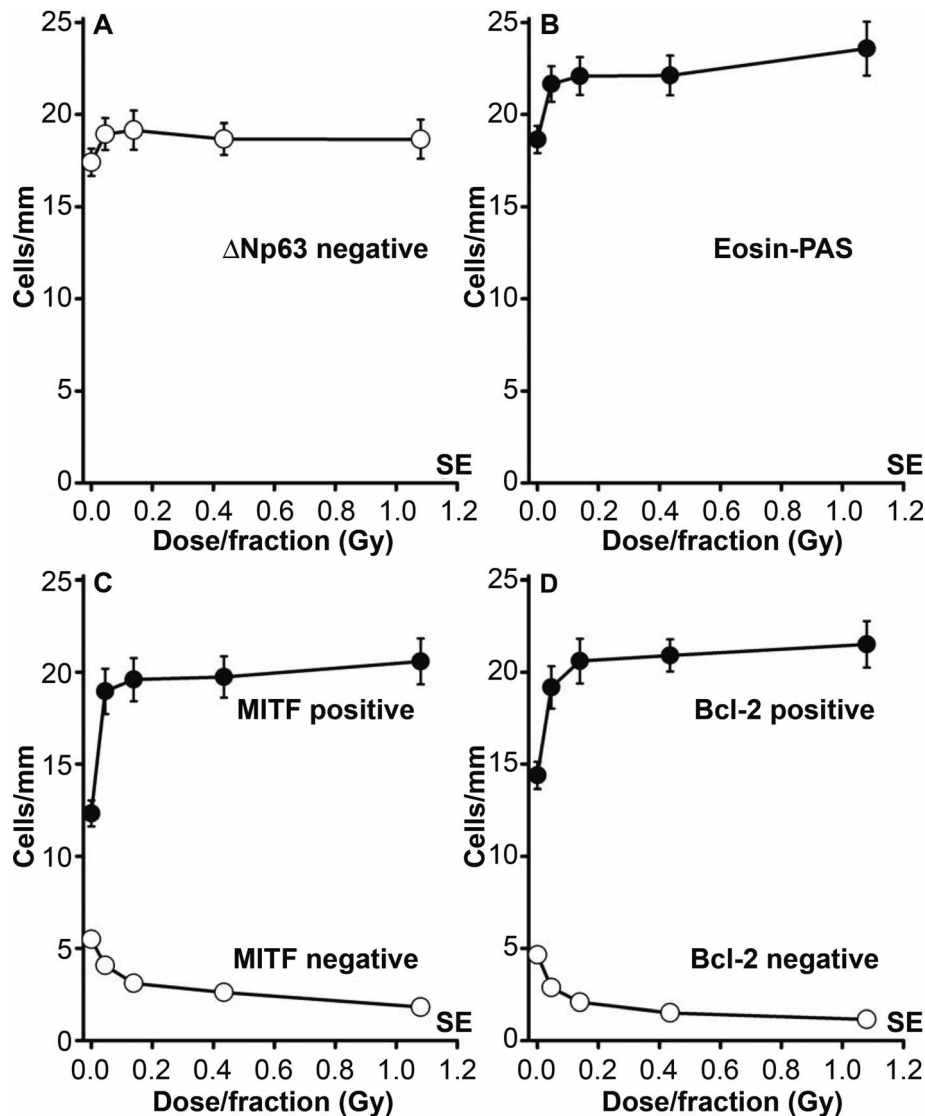 A
25
20
15
10
5
0
Cells/mm
ΔNp63 negative
SE
0.0 0.2 0.4 0.6 0.8 1.0 1.2
Dose/fraction (Gy)
B
25
20
15
10
5
0
Cells/mm
Eosin-PAS
SE
0.0 0.2 0.4 0.6 0.8 1.0 1.2
Dose/fraction (Gy)
C
25
20
15
10
5
0
Cells/mm
MITF positive
MITF negative
SE
0.0 0.2 0.4 0.6 0.8 1.0 1.2
Dose/fraction (Gy)
D
25
20
15
10
5
0
Cells/mm
Bcl-2 positive
Bcl-2 negative
SE
0.0 0.2 0.4 0.6 0.8 1.0 1.2
Dose/fraction (Gy)